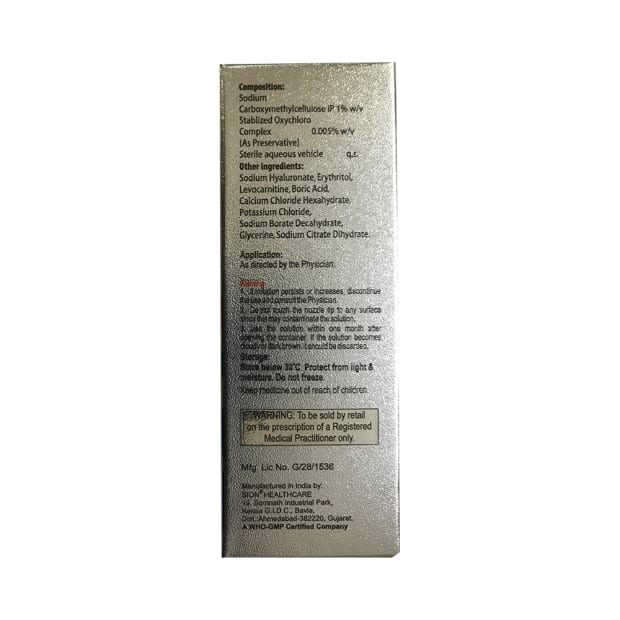 Composition:
Sodium
Carboxymethylcellulose IP 1% w/v
Stablized Oxychloro
Complex 0.005% w/v
(As Preservative)
Sterile aqueous vehicle q.s.
Other Ingredients:
Sodium Hyaluronate, Erythritol,
Levocarnitine, Boric Acid,
Calcium Chloride Hexahydrate,
Potassium Chloride,
Sodium Borate Decahydrate,
Glycerine, Sodium Citrate Dihydrate.
Application:
As directed by the Physician.
1. If irritation persists or increases, discontinue
the use and consult the Physician.
2. Do not touch the nozzle tip to any surface
since this may contaminate the solution.
3. Use the solution within one month after
opening the container. If the solution becomes
cloudy or dark brown, it should be discarded.
Storage:
Store below 30°C. Protect from light &
moisture. Do not freeze.
Keep medicine out of reach of children.
WARNING: To be sold by retail
on the prescription of a Registered
Medical Practitioner only.
Mfg. Lic No. G/28/1536
Manufactured in India by:
SION® HEALTHCARE
19, Somnath Industrial Park,
Kerala G.I.D.C., Bavla,
Dist. Ahmedabad-382220, Gujarat.
A WHO-GMP Certified Company